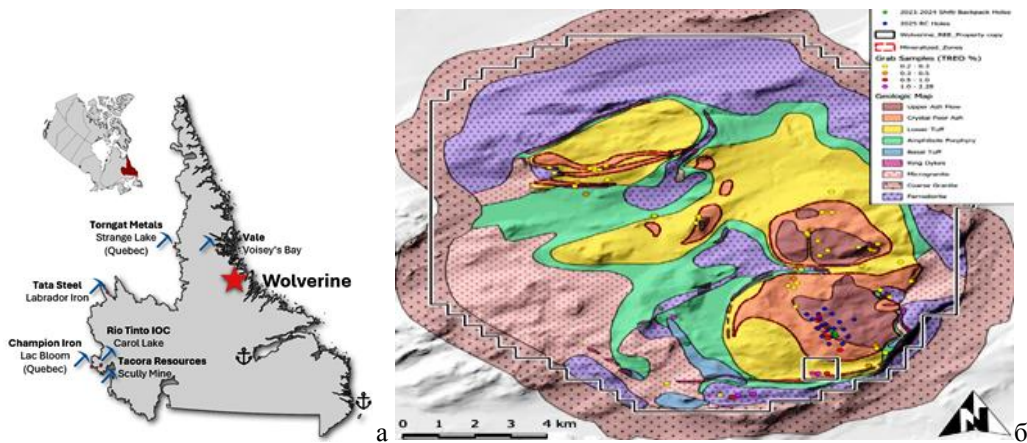 Torngat Metals
Strange Lake
(Quebec)
Vale
Voisey's Bay
Wolverine
Tata Steel
Labrador Iron
Rio Tinto IOC
Carol Lake
Champion Iron
Lac Bloom
(Quebec)
Tacora Resources
Scully Mine
а
2023-2024 Shaw Backpack Holes
2025 RC Holes
Wolverine_REE_Property copy
Mineralized_Zones
Grab Samples (TREO %)
0.2 - 0.3
0.3 - 0.5
0.5 - 1.0
1.0 - 2.28
Geologic Map
Upper Ash Flow
Crystal Poor Ash
Lower Tuff
Amphibole Porphyry
Basal Tuff
Ring Dykes
Microgranite
Coarse Granite
0 1 2 3 4 km
N
б